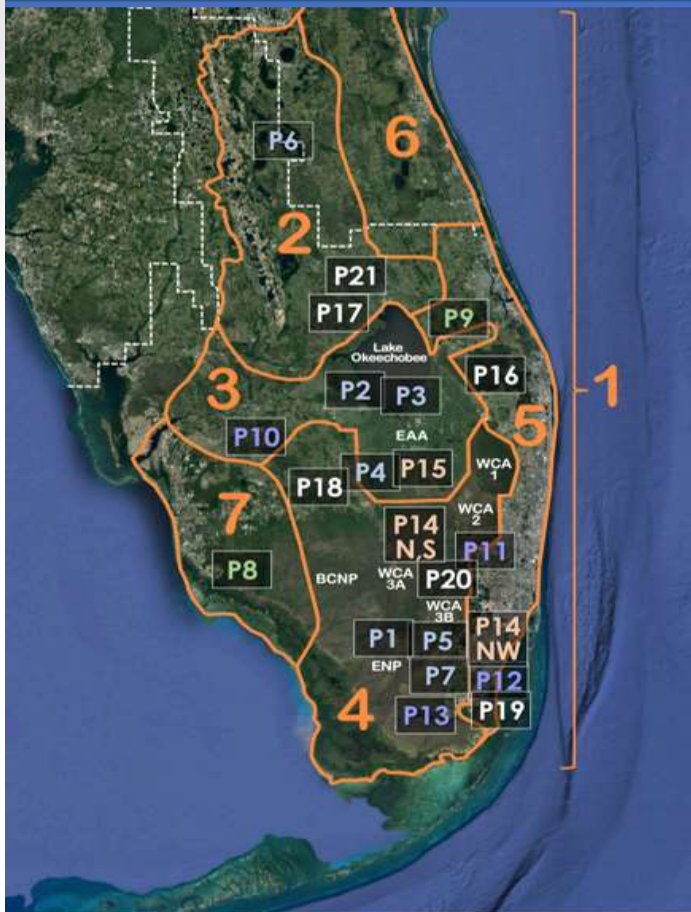 6
P6
2
P21
P17
P9
Lake
Okeechobee
P16
1
3
P2
P3
5
P10
EAA
P4
P15
WCA
1
P18
7
WCA
2
P14
N,S
P11
P8
BCNP
WCA
3A
P20
WCA
3B
P1
P5
P14
NW
ENP
P7
P12
4
P13
P19